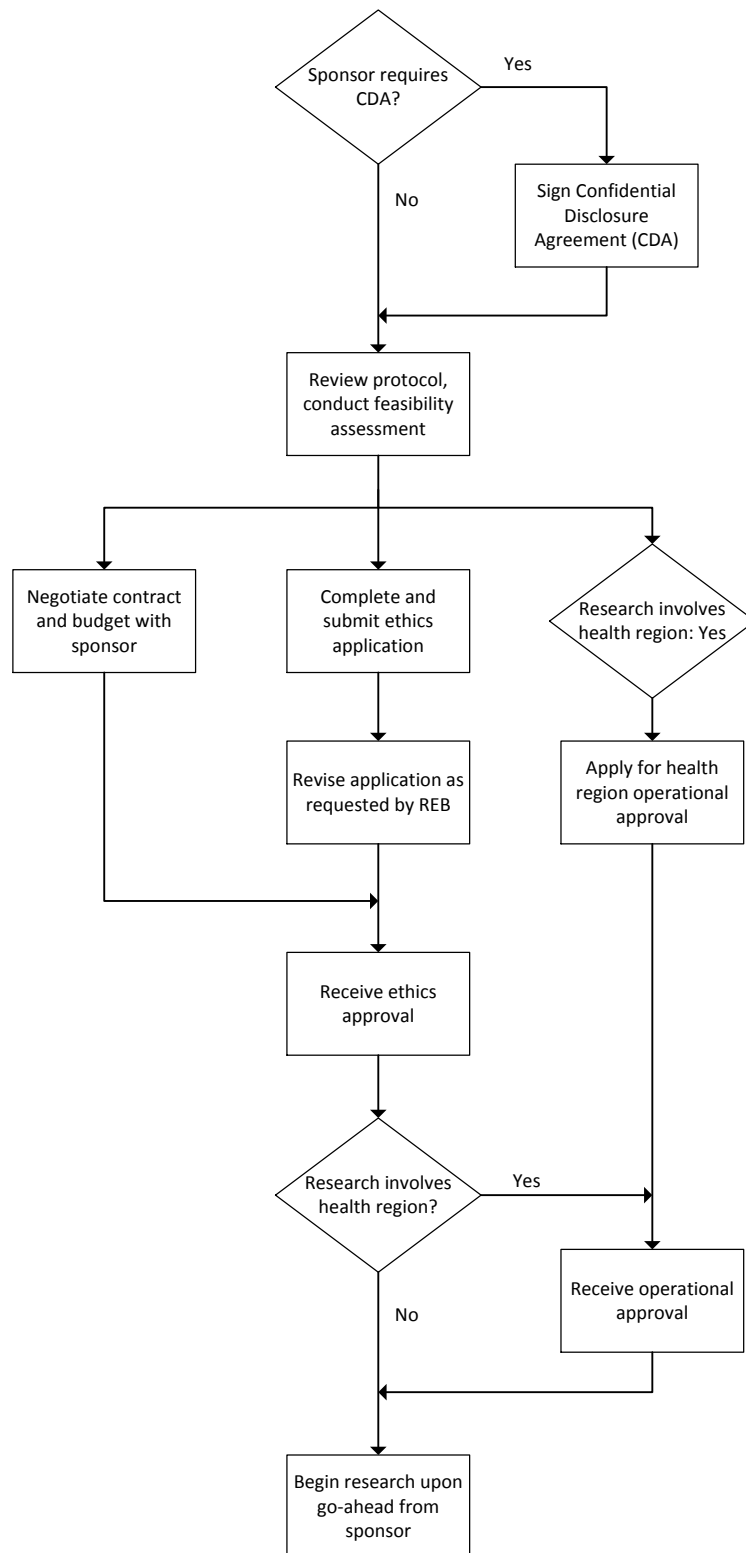 Sponsor requires
CDA?
Yes
No
Sign Confidential
Disclosure
Agreement (CDA)
Review protocol,
conduct feasibility
assessment
Negotiate contract
and budget with
sponsor
Complete and
submit ethics
application
Research involves
health region: Yes
Revise application as
requested by REB
Apply for health
region operational
approval
Receive ethics
approval
Research involves
health region?
Yes
No
Receive operational
approval
Begin research upon
go-ahead from
sponsor